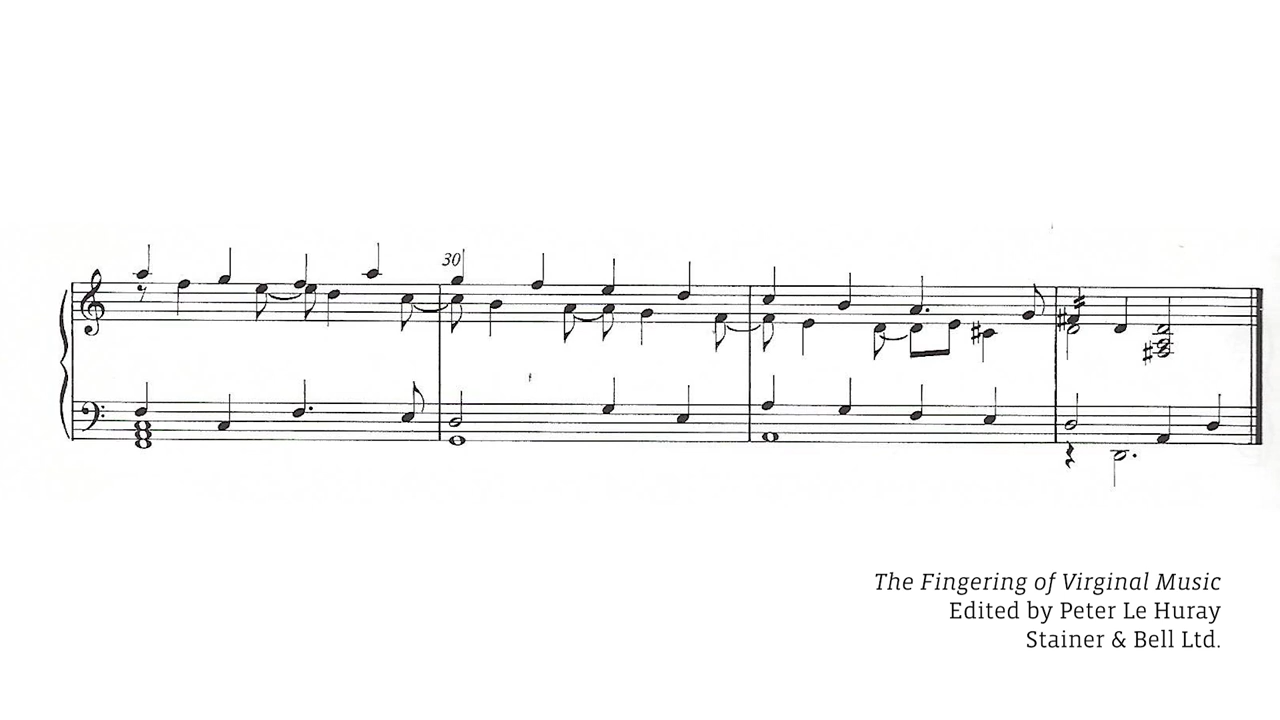 30
The Fingering of Virginal Music
Edited by Peter Le Huray
Stainer & Bell Ltd.